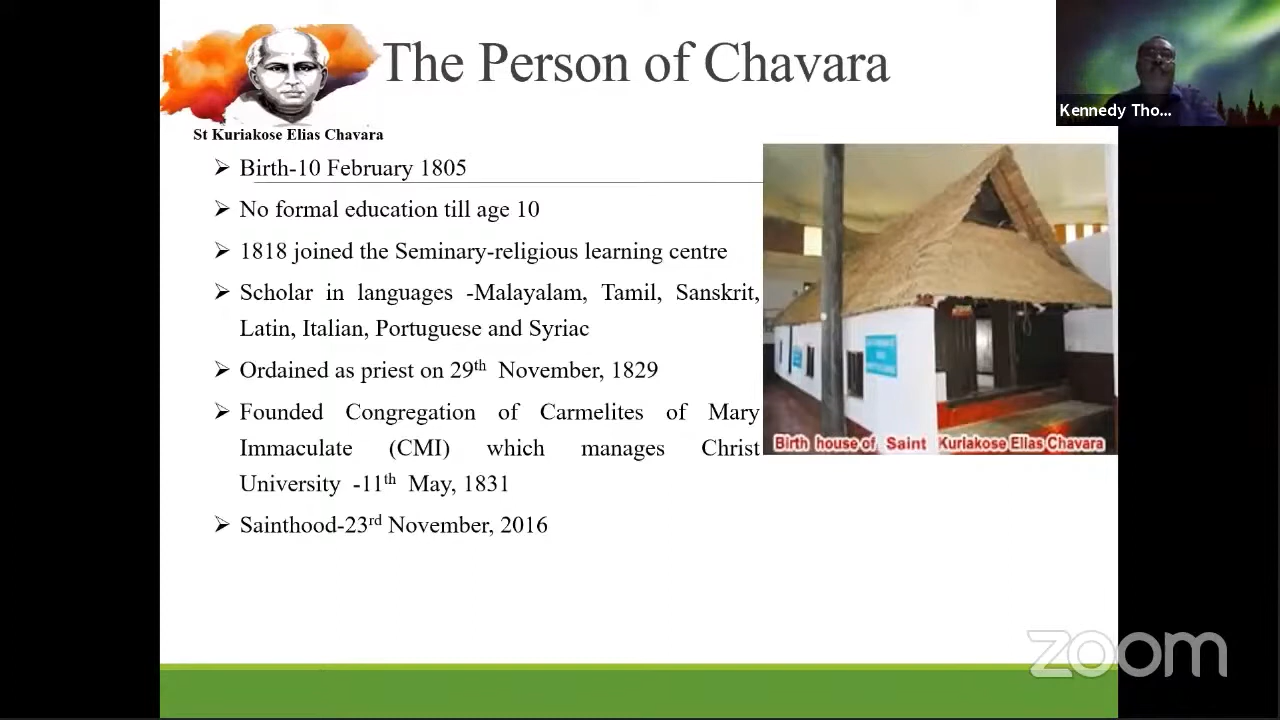 The Person of Chavara
Kennedy Tho...
St Kuriakose Elias Chavara
➢ Birth-10 February 1805
➢ No formal education till age 10
➢ 1818 joined the Seminary-religious learning centre
➢ Scholar in languages -Malayalam, Tamil, Sanskrit,
Latin, Italian, Portuguese and Syriac
➢ Ordained as priest on 29th November, 1829
➢ Founded Congregation of Carmelites of Mary
Immaculate (CMI) which manages Christ
University -11th May, 1831
➢ Sainthood-23rd November, 2016
Birth house of Saint Kuriakose Elias Chavara
zoom